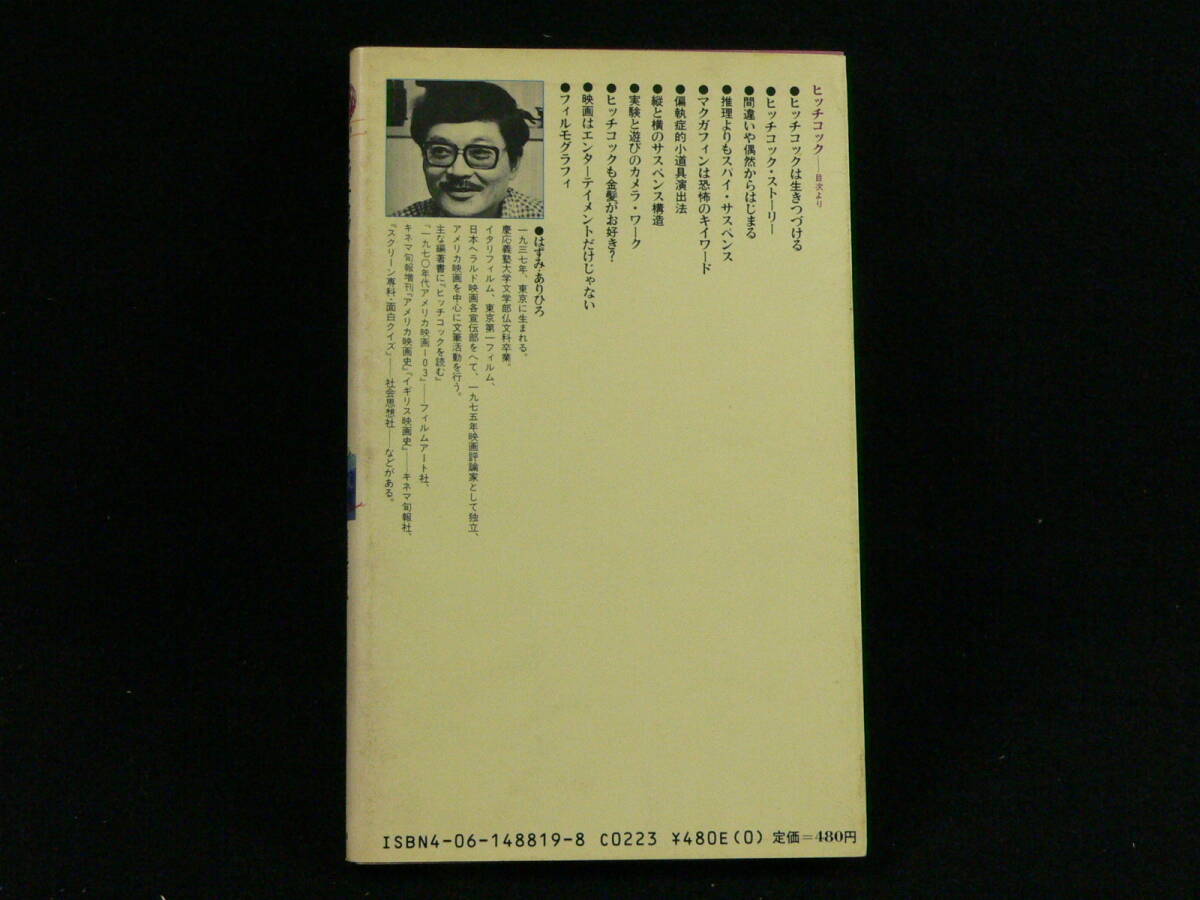 ヒッチコック――目次より
●ヒッチコックは生きつづける
●ヒッチコック・ストーリー
●間違いや偶然からはじまる
●推理よりもスパイ・サスペンス
●マクガフィンは恐怖のキイワード
●偏執症的小道具演出法
●縦と横のサスペンス構造
●実験と遊びのカメラ・ワーク
●ヒッチコックも金髪がお好き?
●映画はエンターテイメントだけじゃない
●フィルモグラフィ
●はずみ・ありひろ
一九三七年、東京に生まれる。
慶応義塾大学文学部仏文科卒業。
イタリフィルム、東京第一フィルム、
日本ヘラルド映画各宣伝部をへて、一九七五年映画評論家として独立、
アメリカ映画を中心に文筆活動を行う。
主な編著書に『ヒッチコックを読む』
『一九七〇年代アメリカ映画103』――フィルムアート社、
キネマ旬報増刊『アメリカ映画史』『イギリス映画史』――キネマ旬報社、
『スクリーン専科・面白クイズ』――社会思想社――などがある。
ISBN4-06-148819-8 C0223 ¥480E(0) 定価=480円